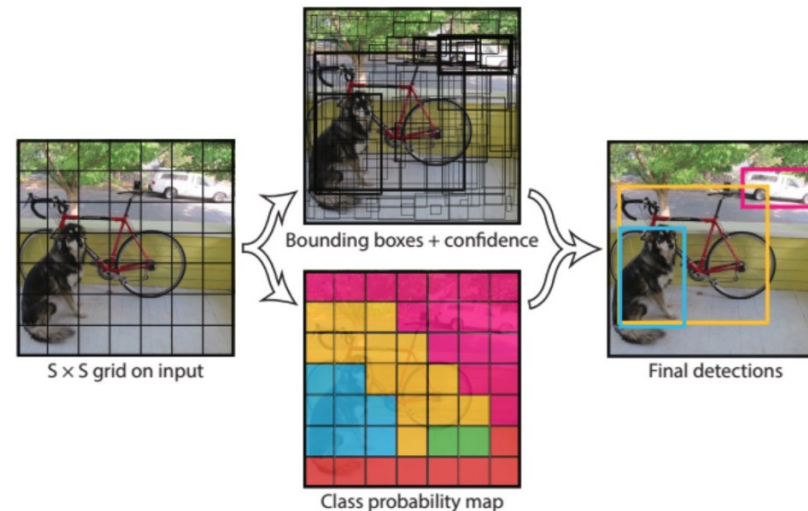 Bounding boxes + confidence
S × S grid on input
Final detections
Class probability map